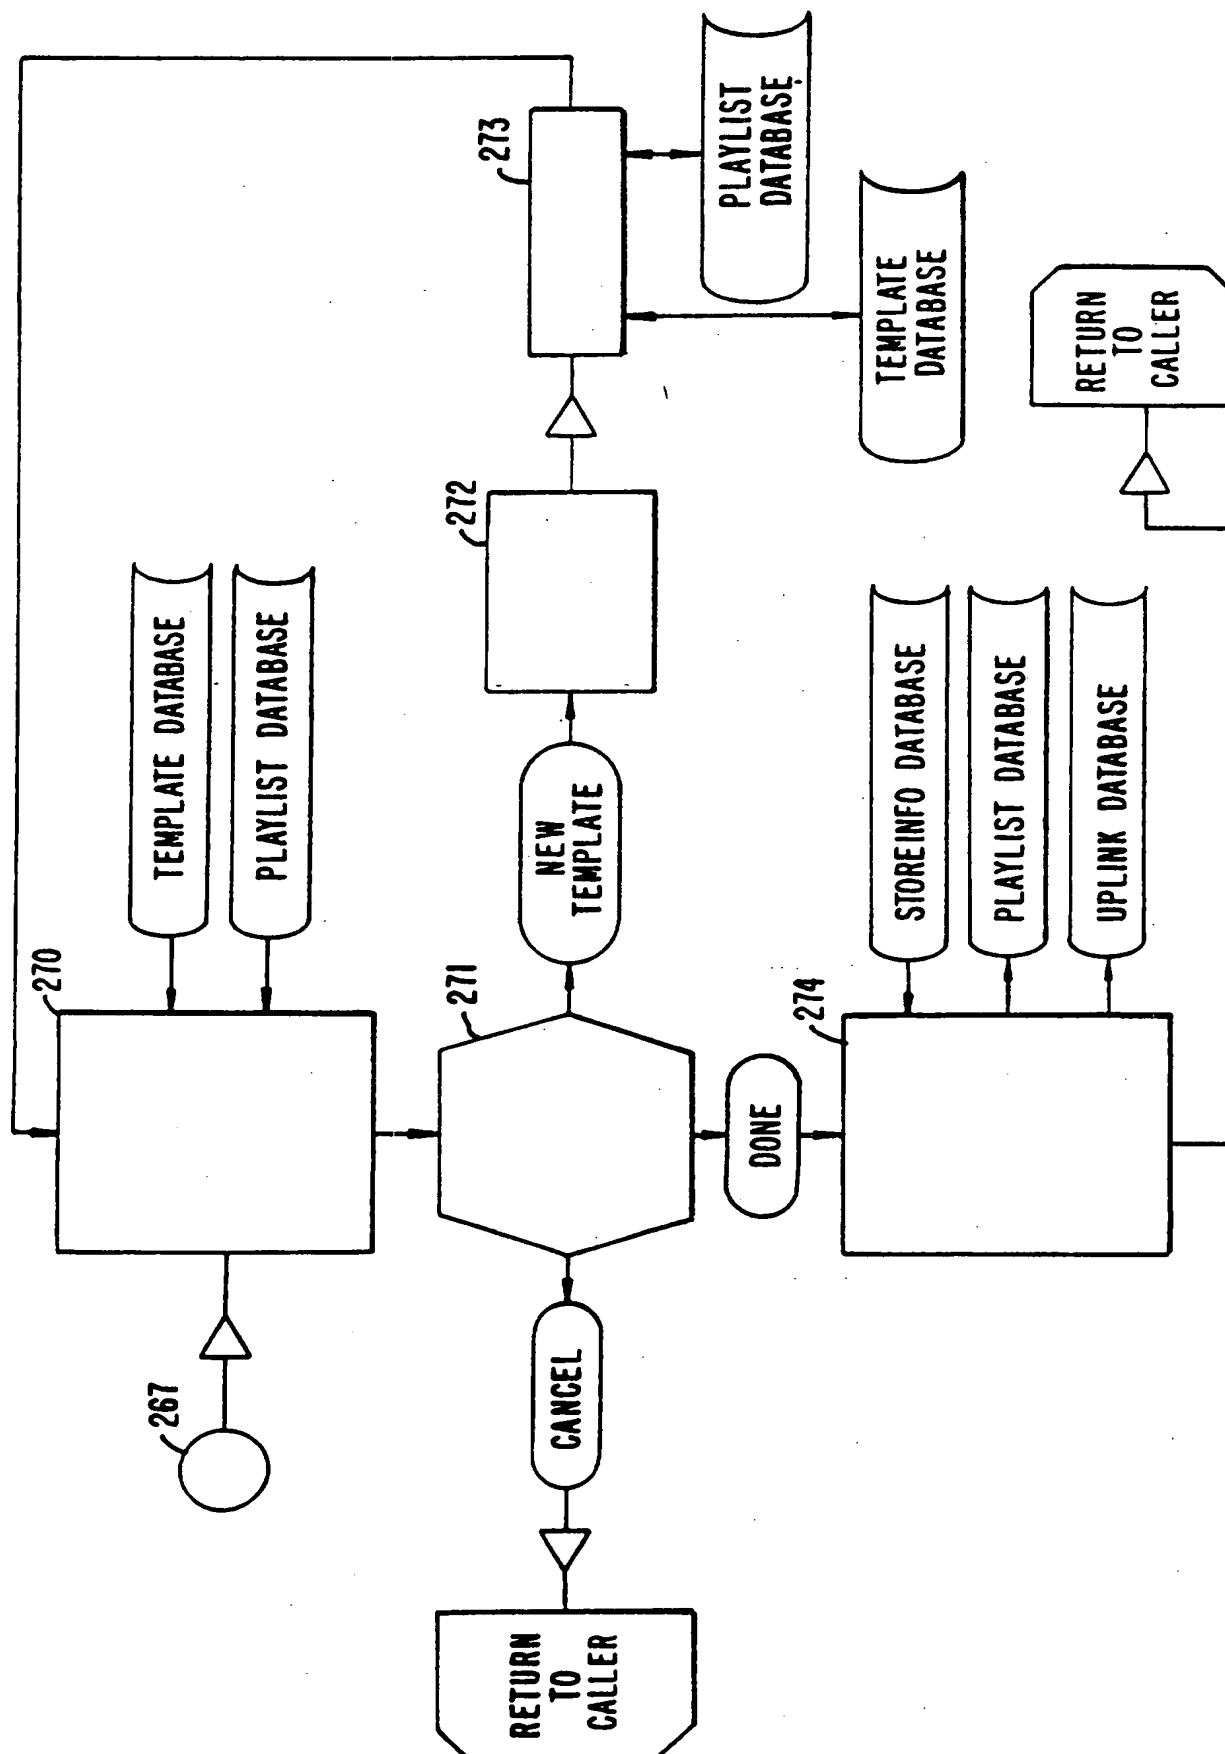 267
270
TEMPLATE DATABASE
PLAYLIST DATABASE
RETURN
TO
CALLER
CANCEL
271
NEW
TEMPLATE
272
273
PLAYLIST
DATABASE
TEMPLATE
DATABASE
DONE
274
STOREINFO DATABASE
PLAYLIST DATABASE
UPLINK DATABASE
RETURN
TO
CALLER